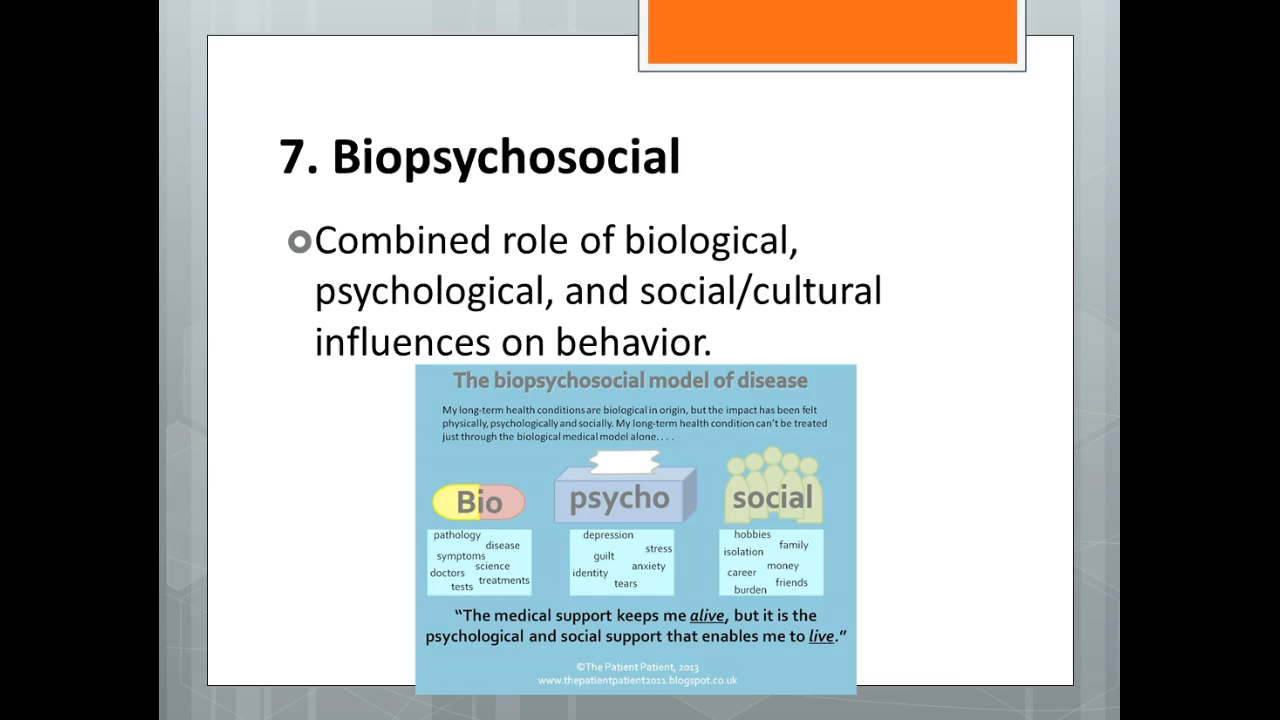 7. Biopsychosocial
Combined role of biological,
psychological, and social/cultural
influences on behavior.
The biopsychosocial model of disease
My long-term health conditions are biological in origin, but the impact has been felt
physically, psychologically and socially. My long-term health condition can't be treated
just through the biological medical model alone. . . .
Bio
psycho
social
pathology
disease
symptoms
science
doctors
treatments
tests
depression
stress
guilt
anxiety
identity
tears
hobbies
family
isolation
money
career
friends
burden
“The medical support keeps me alive, but it is the
psychological and social support that enables me to live.”
©The Patient Patient, 2013
www.thepatientpatient2011.blogspot.co.uk